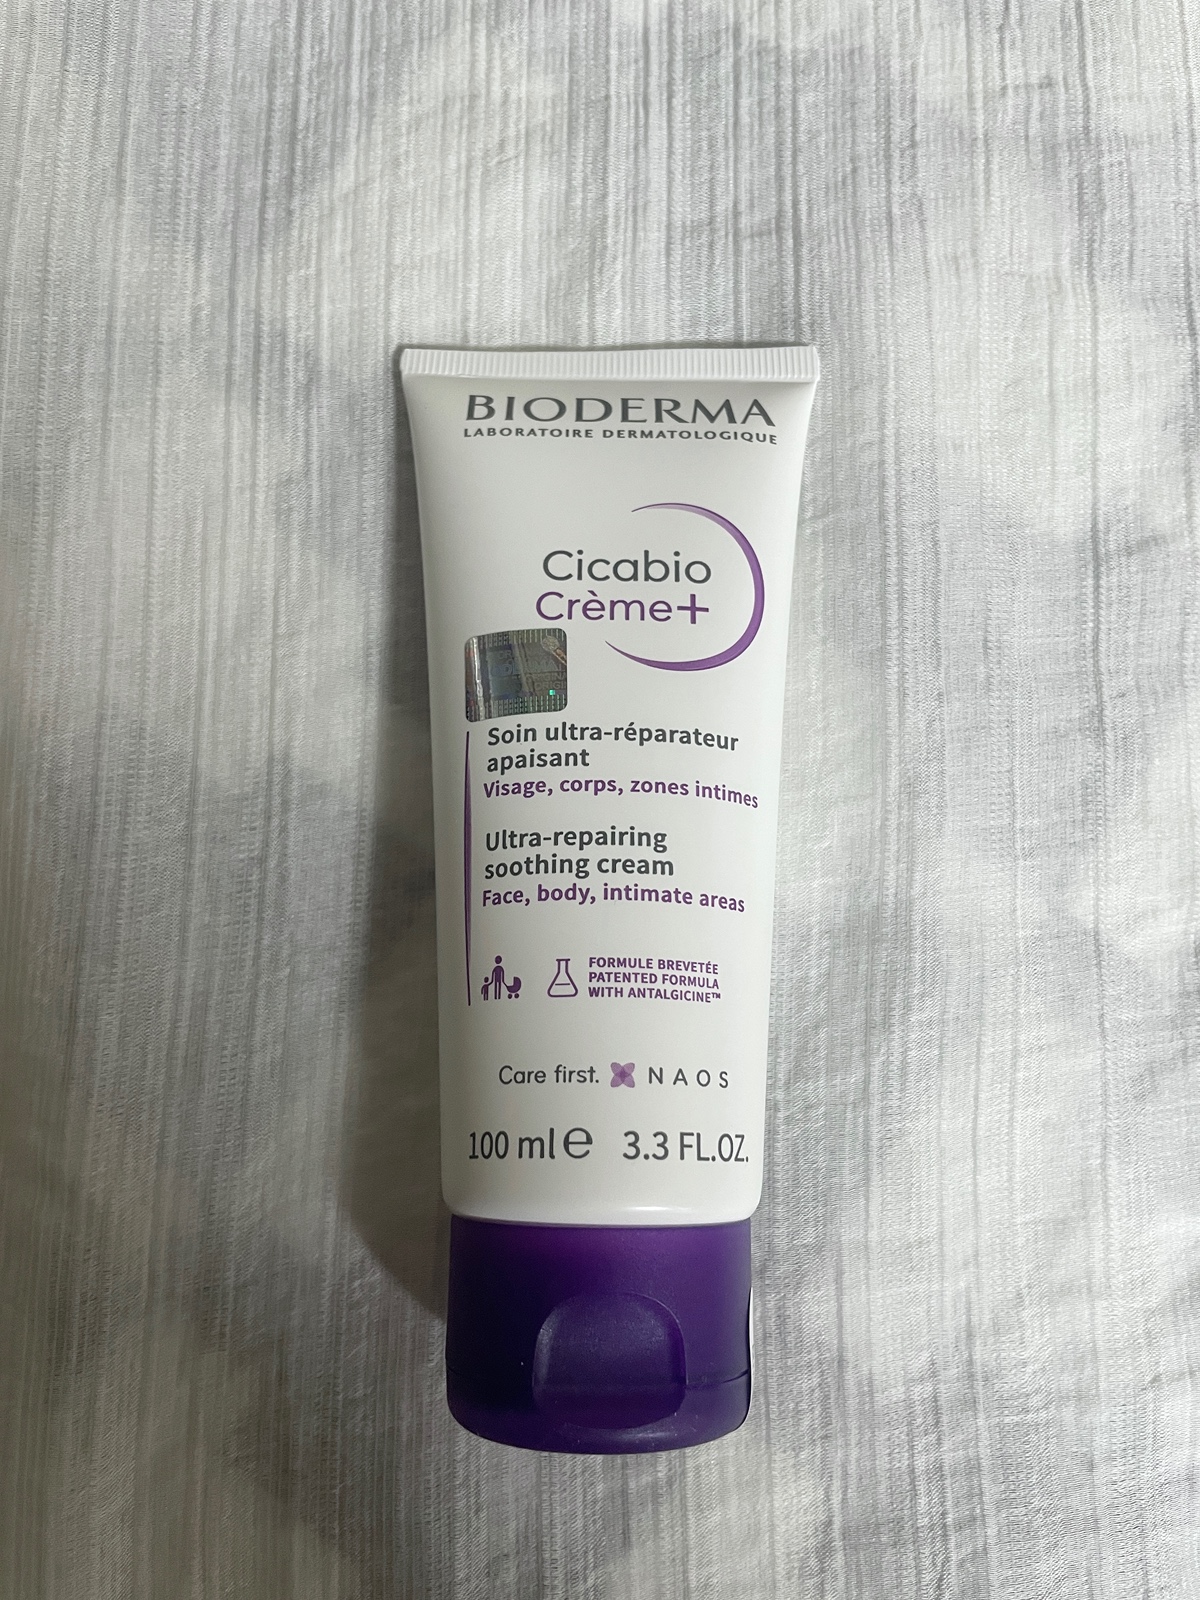 BIODERMA
LABORATOIRE DERMATOLOGIQUE
Cicabio
Crème+
Soin ultra-réparateur
apaisant
Visage, corps, zones intimes
Ultra-repairing
soothing cream
Face, body, intimate areas
FORMULE BREVETÉE
PATENTED FORMULA
WITH ANTALGICINE™
Care first. NAOS
100 ml e 3.3 FL.OZ.